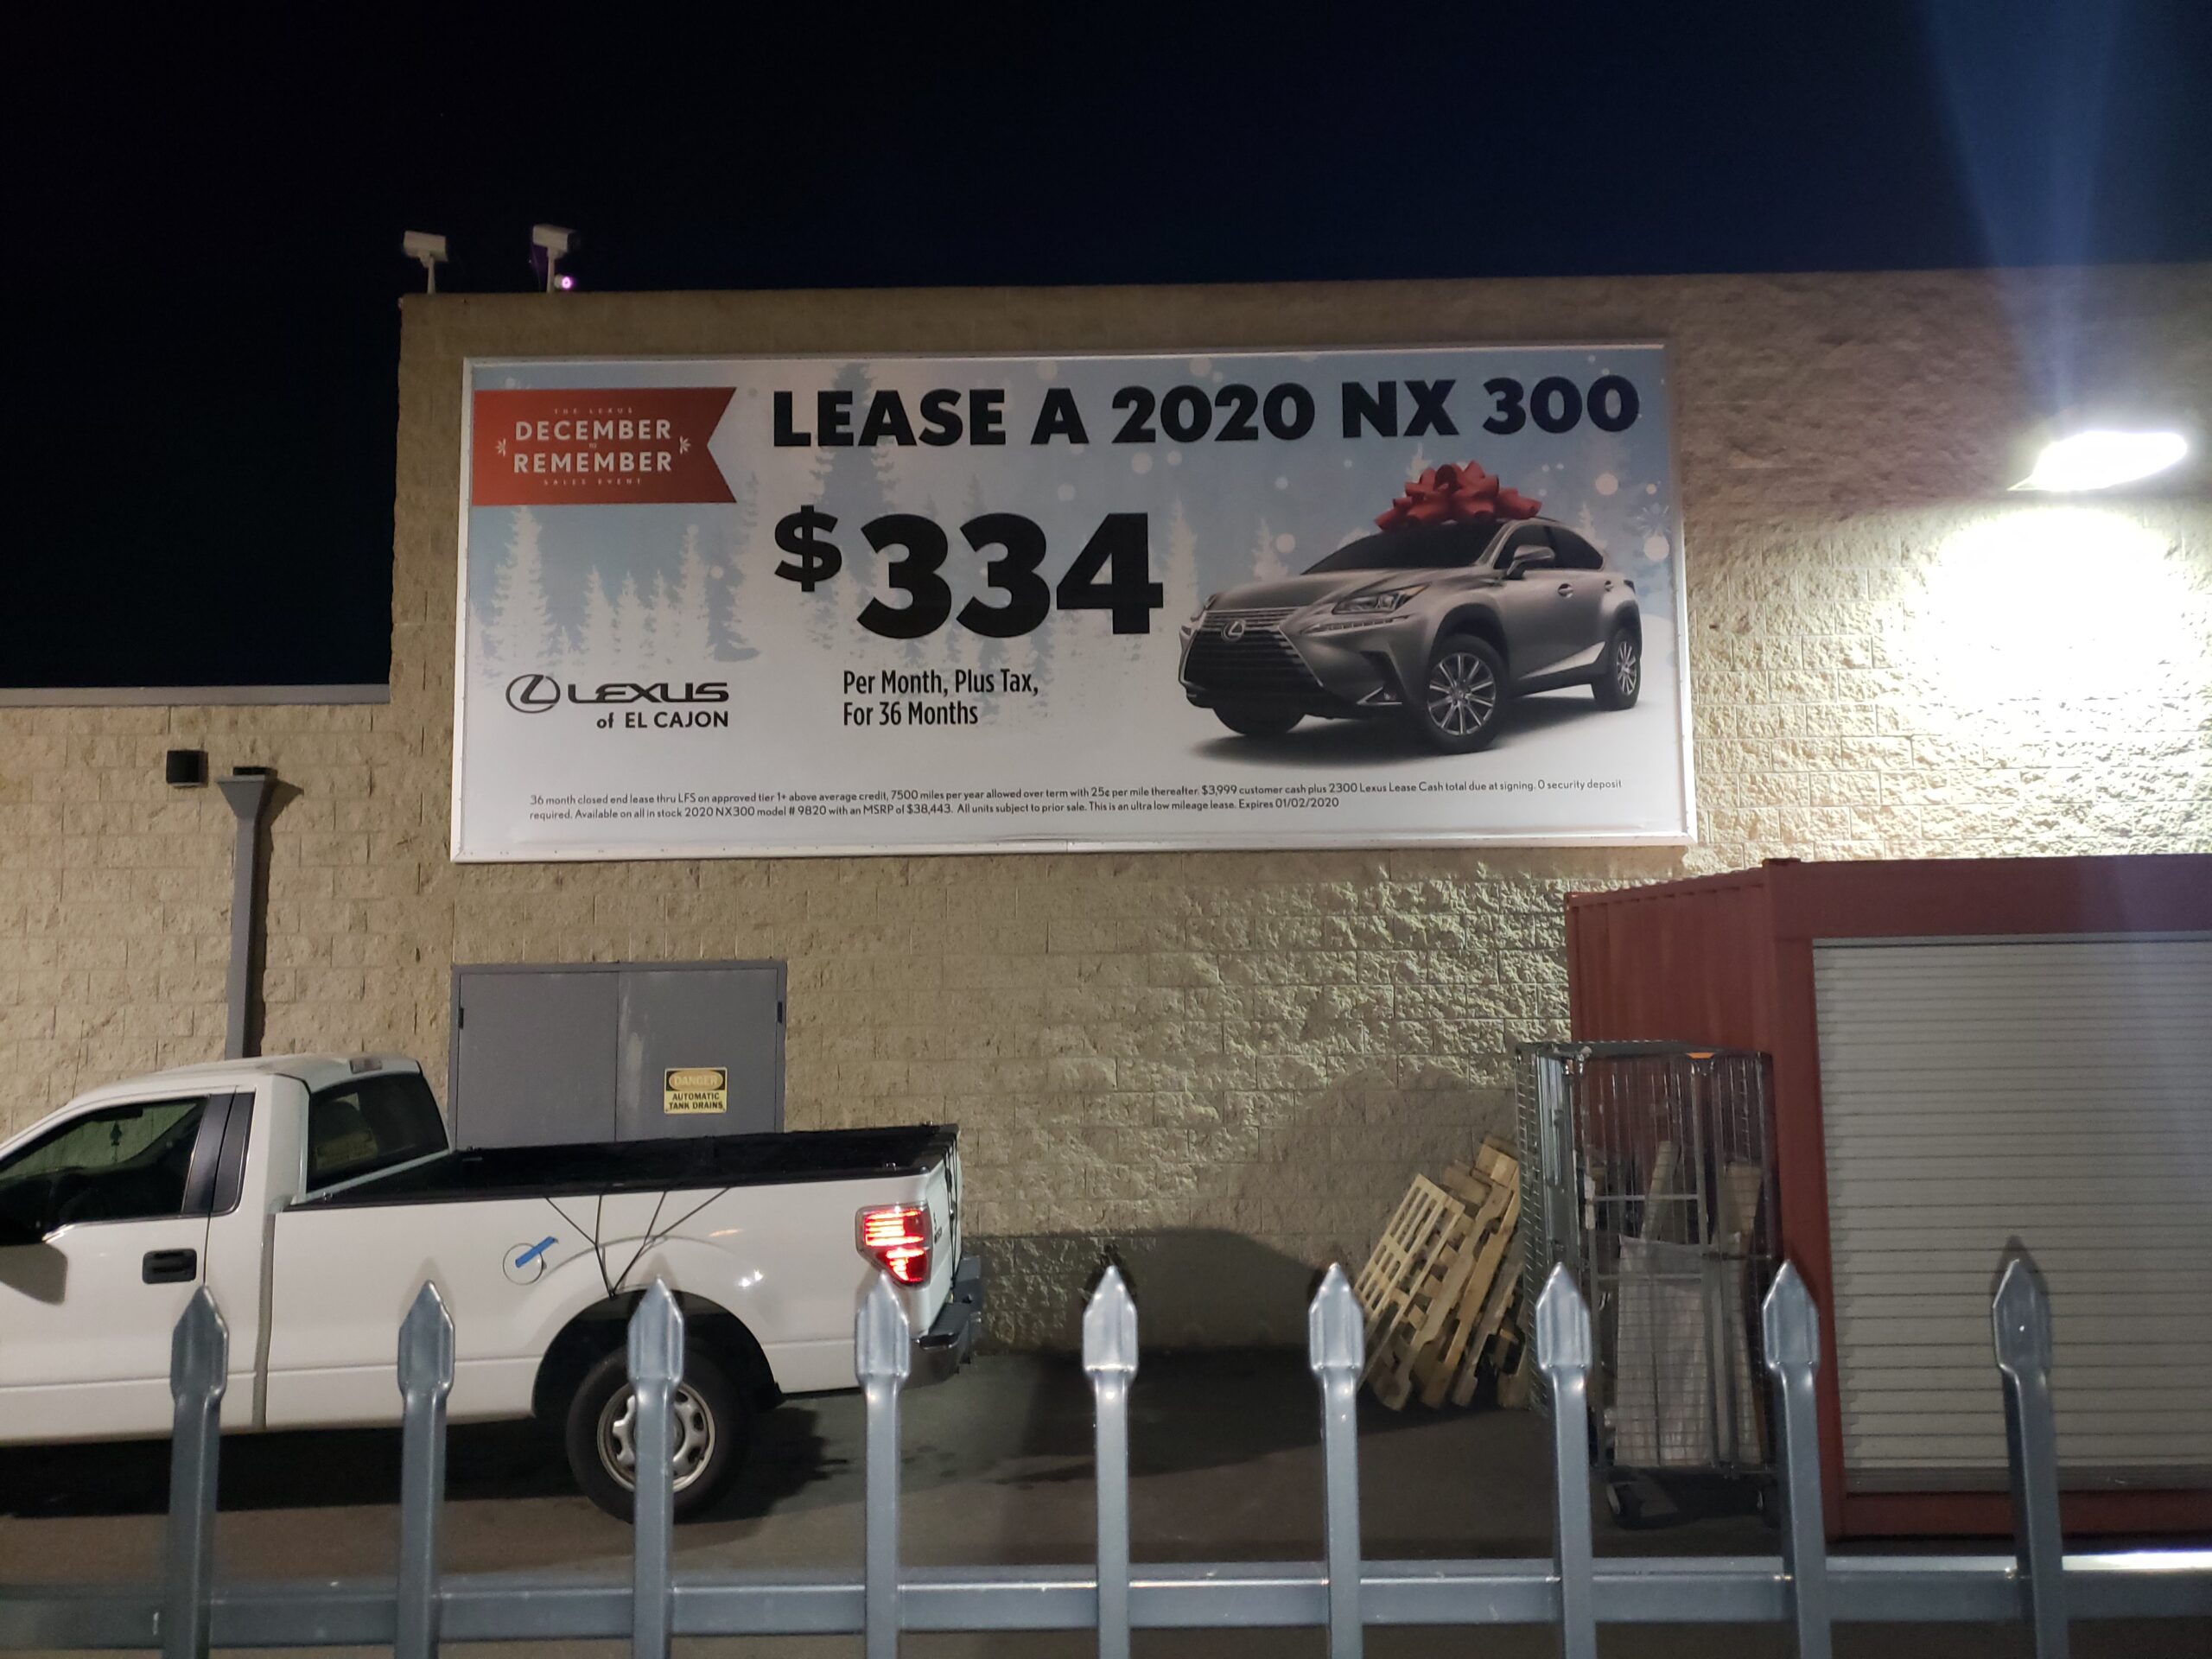 THE LEXUS
DECEMBER
TO
REMEMBER
SALES EVENT
LEASE A 2020 NX 300
$334
Per Month, Plus Tax,
For 36 Months
LEXUS
of EL CAJON
36 month closed end lease thru LFS on approved tier 1+ above average credit, 7500 miles per year allowed over term with 25¢ per mile thereafter. $3,999 customer cash plus 2300 Lexus Lease Cash total due at signing. 0 security deposit
required. Available on all in stock 2020 NX300 model # 9820 with an MSRP of $38,443. All units subject to prior sale. This is an ultra low mileage lease. Expires 01/02/2020
DANGER
AUTOMATIC
TANK DRAINS